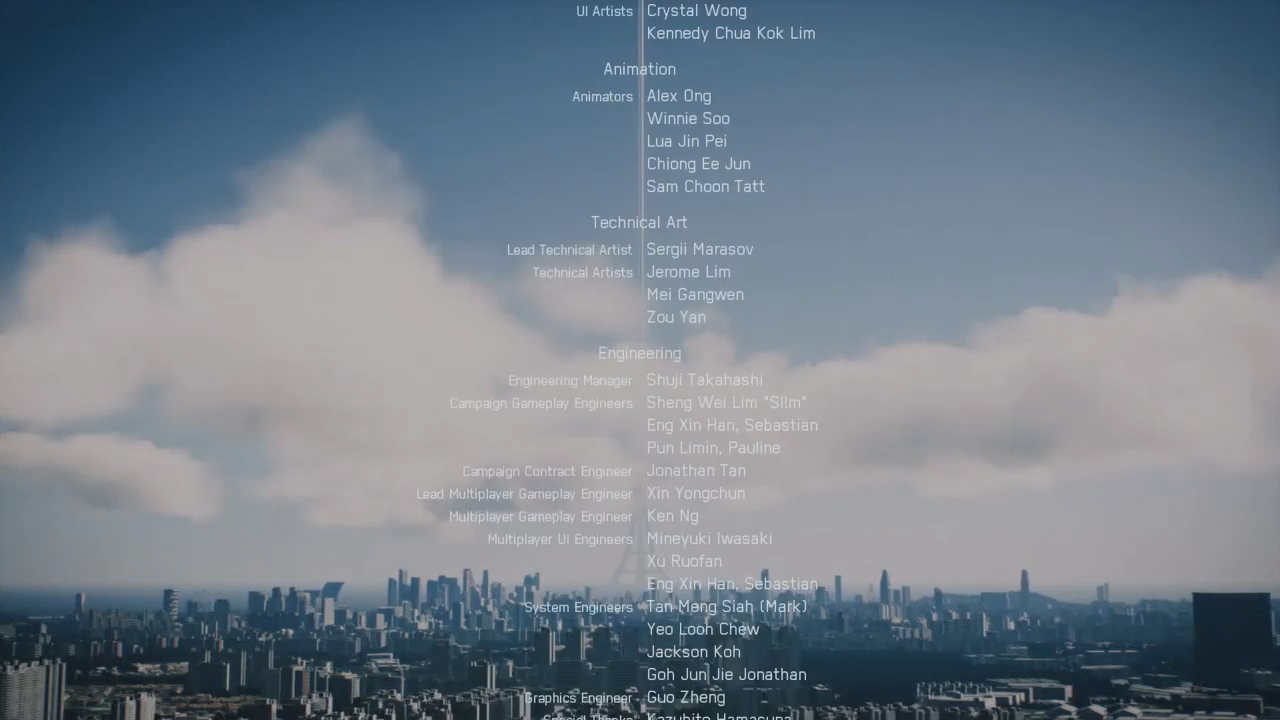 UI Artists Crystal Wong
Kennedy Chua Kok Lim
Animation
Animators Alex Ong
Winnie Soo
Lua Jin Pei
Chiong Ee Jun
Sam Choon Tatt
Technical Art
Lead Technical Artist Sergii Marasov
Technical Artists Jerome Lim
Mei Gangwen
Zou Yan
Engineering
Engineering Manager Shuji Takahashi
Campaign Gameplay Engineers Sheng Wei Lim "Sl!m"
Eng Xin Han, Sebastian
Pun Limin, Pauline
Campaign Contract Engineer Jonathan Tan
Lead Multiplayer Gameplay Engineer Xin Yongchun
Multiplayer Gameplay Engineer Ken Ng
Multiplayer UI Engineers Mineyuki Iwasaki
Xu Ruofan
Eng Xin Han, Sebastian
System Engineers Tan Meng Siah (Mark)
Yeo Loon Chew
Jackson Koh
Goh Jun Jie Jonathan
Graphics Engineer Guo Zheng
Special Thanks Kazuhito Hamasuna